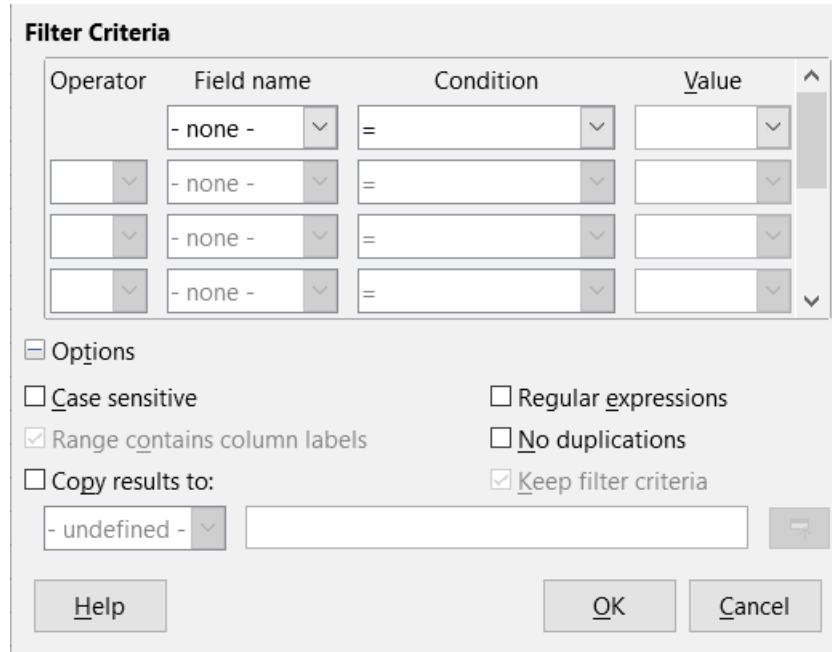 Filter Criteria
Operator Field name Condition Value
- none - =
- none - =
- none - =
- none - =
Options
Case sensitive Regular expressions
Range contains column labels No duplications
Copy results to: Keep filter criteria
- undefined -
Help OK Cancel